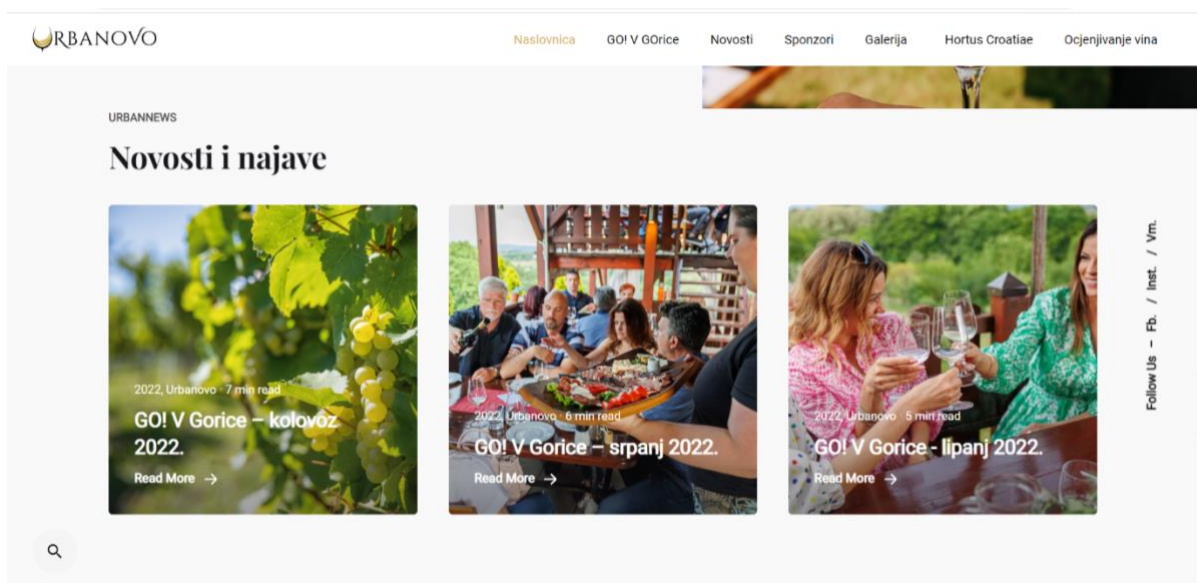 URBANOVO
Naslovnica GO! V GOrice Novosti Sponzori Galerija Hortus Croatiae Ocjenjivanje vina
URBANNEWS
Novosti i najave
2022, Urbanovo · 7 min read
GO! V Gorice – kolovoz
2022.
Read More →
2022, Urbanovo · 6 min read
GO! V Gorice – srpanj 2022.
Read More →
2022, Urbanovo · 5 min read
GO! V Gorice - lipanj 2022.
Read More →
Follow Us – Fb. / Inst. / Vm.